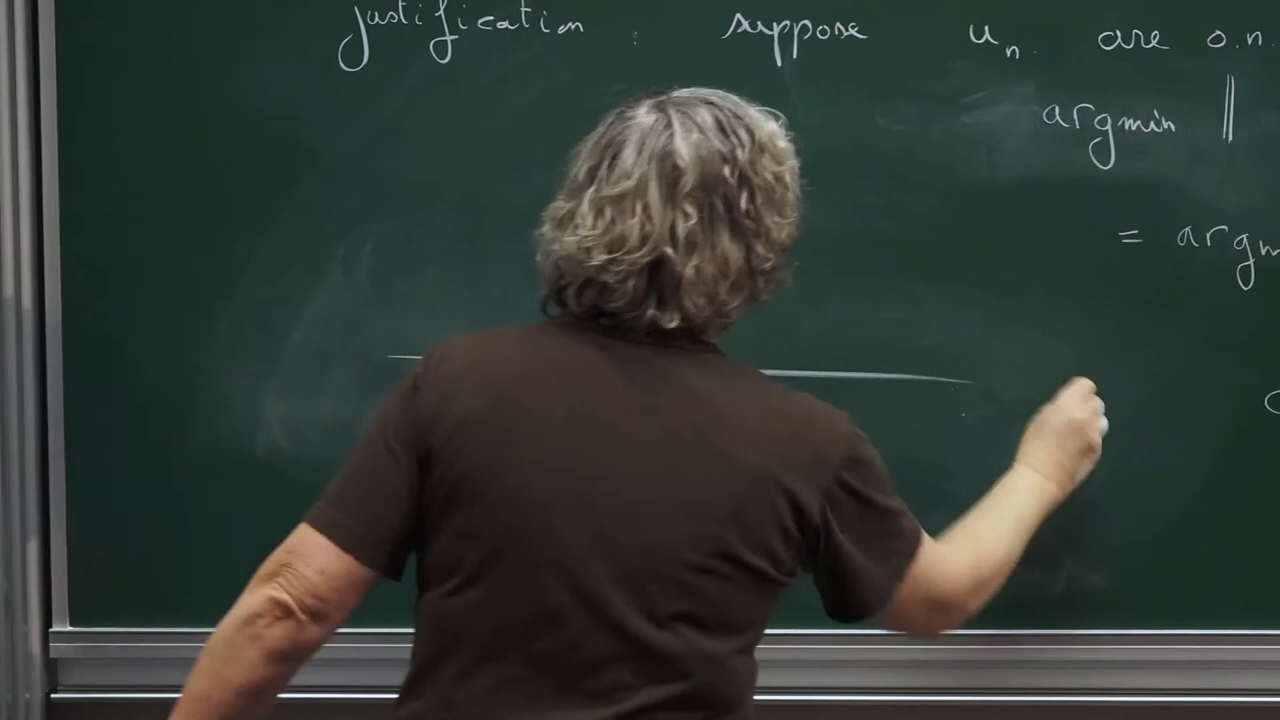 justification : suppose un are o.n.
argmin ||
= argm